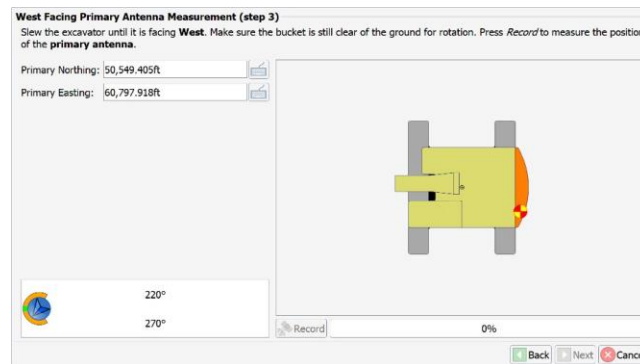 West Facing Primary Antenna Measurement (step 3)
Slew the excavator until it is facing West. Make sure the bucket is still clear of the ground for rotation. Press Record to measure the position
of the primary antenna.
Primary Northing: 50,549.405ft
Primary Easting: 60,797.918ft
220°
270°
Record
0%
Back Next Canc